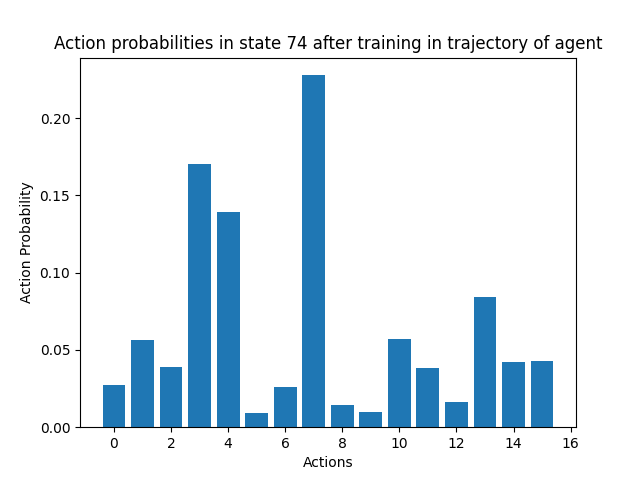 Action probabilities in state 74 after training in trajectory of agent
Action Probability
0.20
0.15
0.10
0.05
0.00
0 2 4 6 8 10 12 14 16
Actions